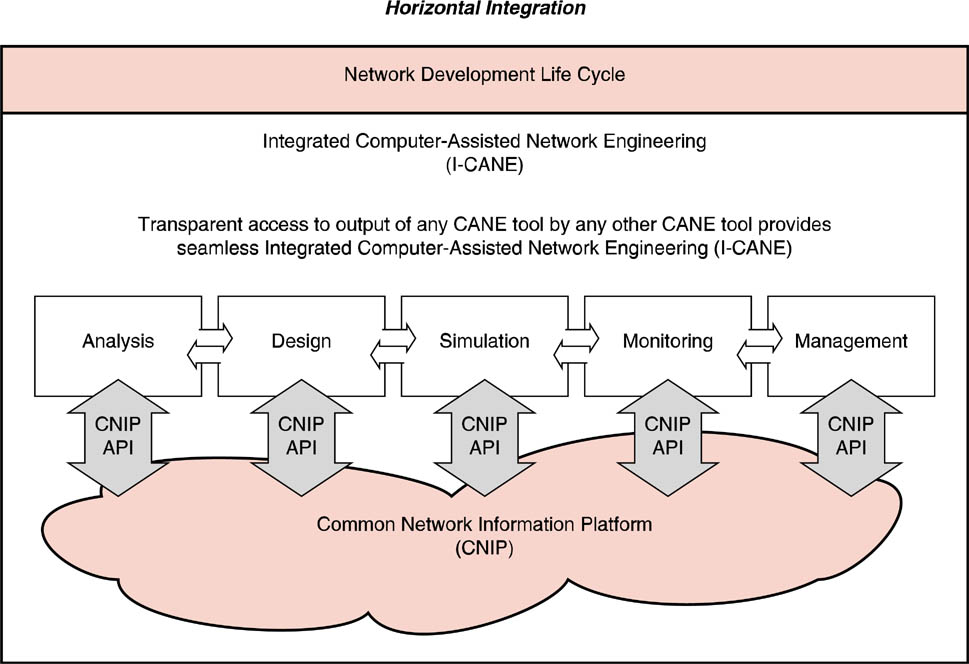 Horizontal Integration
Network Development Life Cycle
Integrated Computer-Assisted Network Engineering
(I-CANE)
Transparent access to output of any CANE tool by any other CANE tool provides
seamless Integrated Computer-Assisted Network Engineering (I-CANE)
Analysis
Design
Simulation
Monitoring
Management
CNIP
API
CNIP
API
CNIP
API
CNIP
API
CNIP
API
Common Network Information Platform
(CNIP)